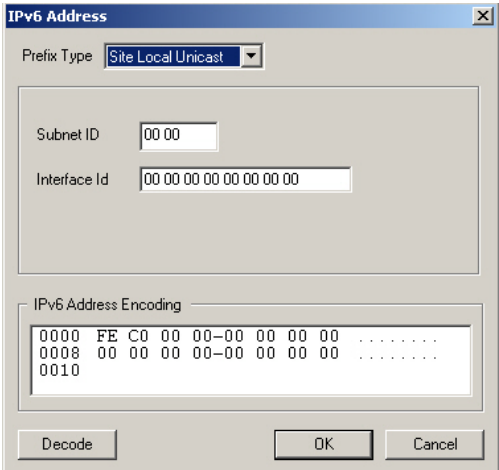 IPv6 Address
Prefix Type Site Local Unicast
Subnet ID 00 00
Interface Id 00 00 00 00 00 00 00 00
IPv6 Address Encoding
0000 FE C0 00 00-00 00 00 00 ........
0008 00 00 00 00-00 00 00 00 ........
0010
Decode OK Cancel